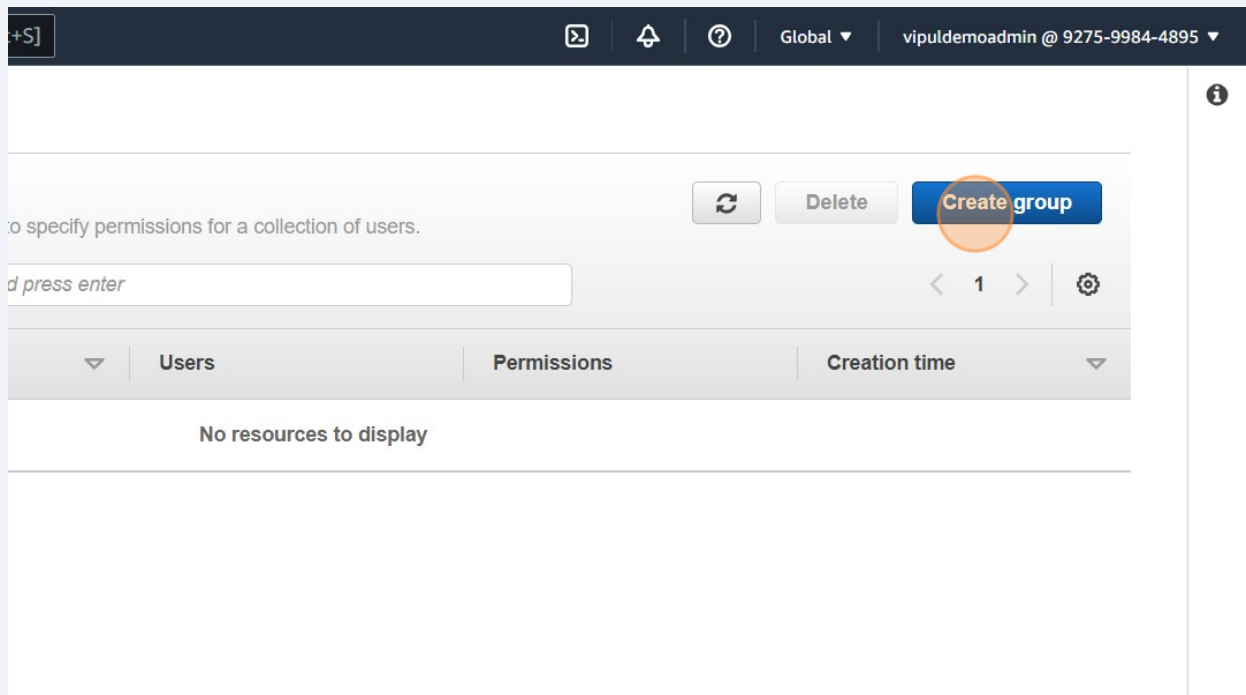 :+S] Global ▼ vipuldemoadmin @ 9275-9984-4895 ▼
Delete Create group
to specify permissions for a collection of users.
d press enter 1
Users Permissions Creation time
No resources to display